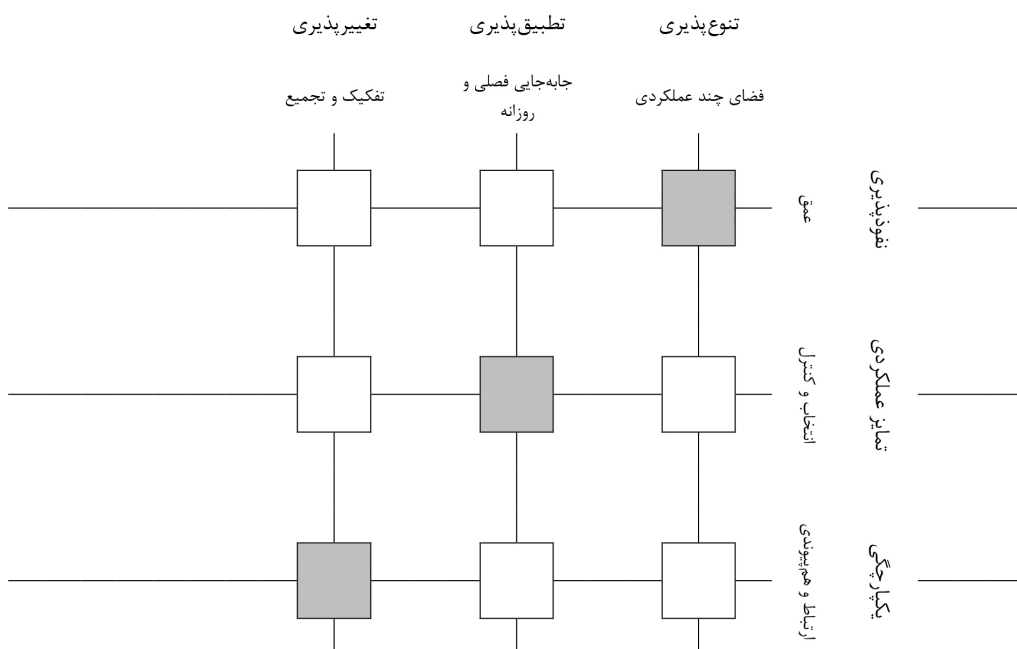 تنوع‌پذیری
تطبیق‌پذیری
تغییرپذیری
فضای چند عملکردی
جابه‌جایی فصلی و
روزانه
تفکیک و تجمیع
نفوذپذیری
عمق
تمایز عملکردی
انتخاب و کنترل
یکپارچگی
ارتباط و هم‌پیوندی